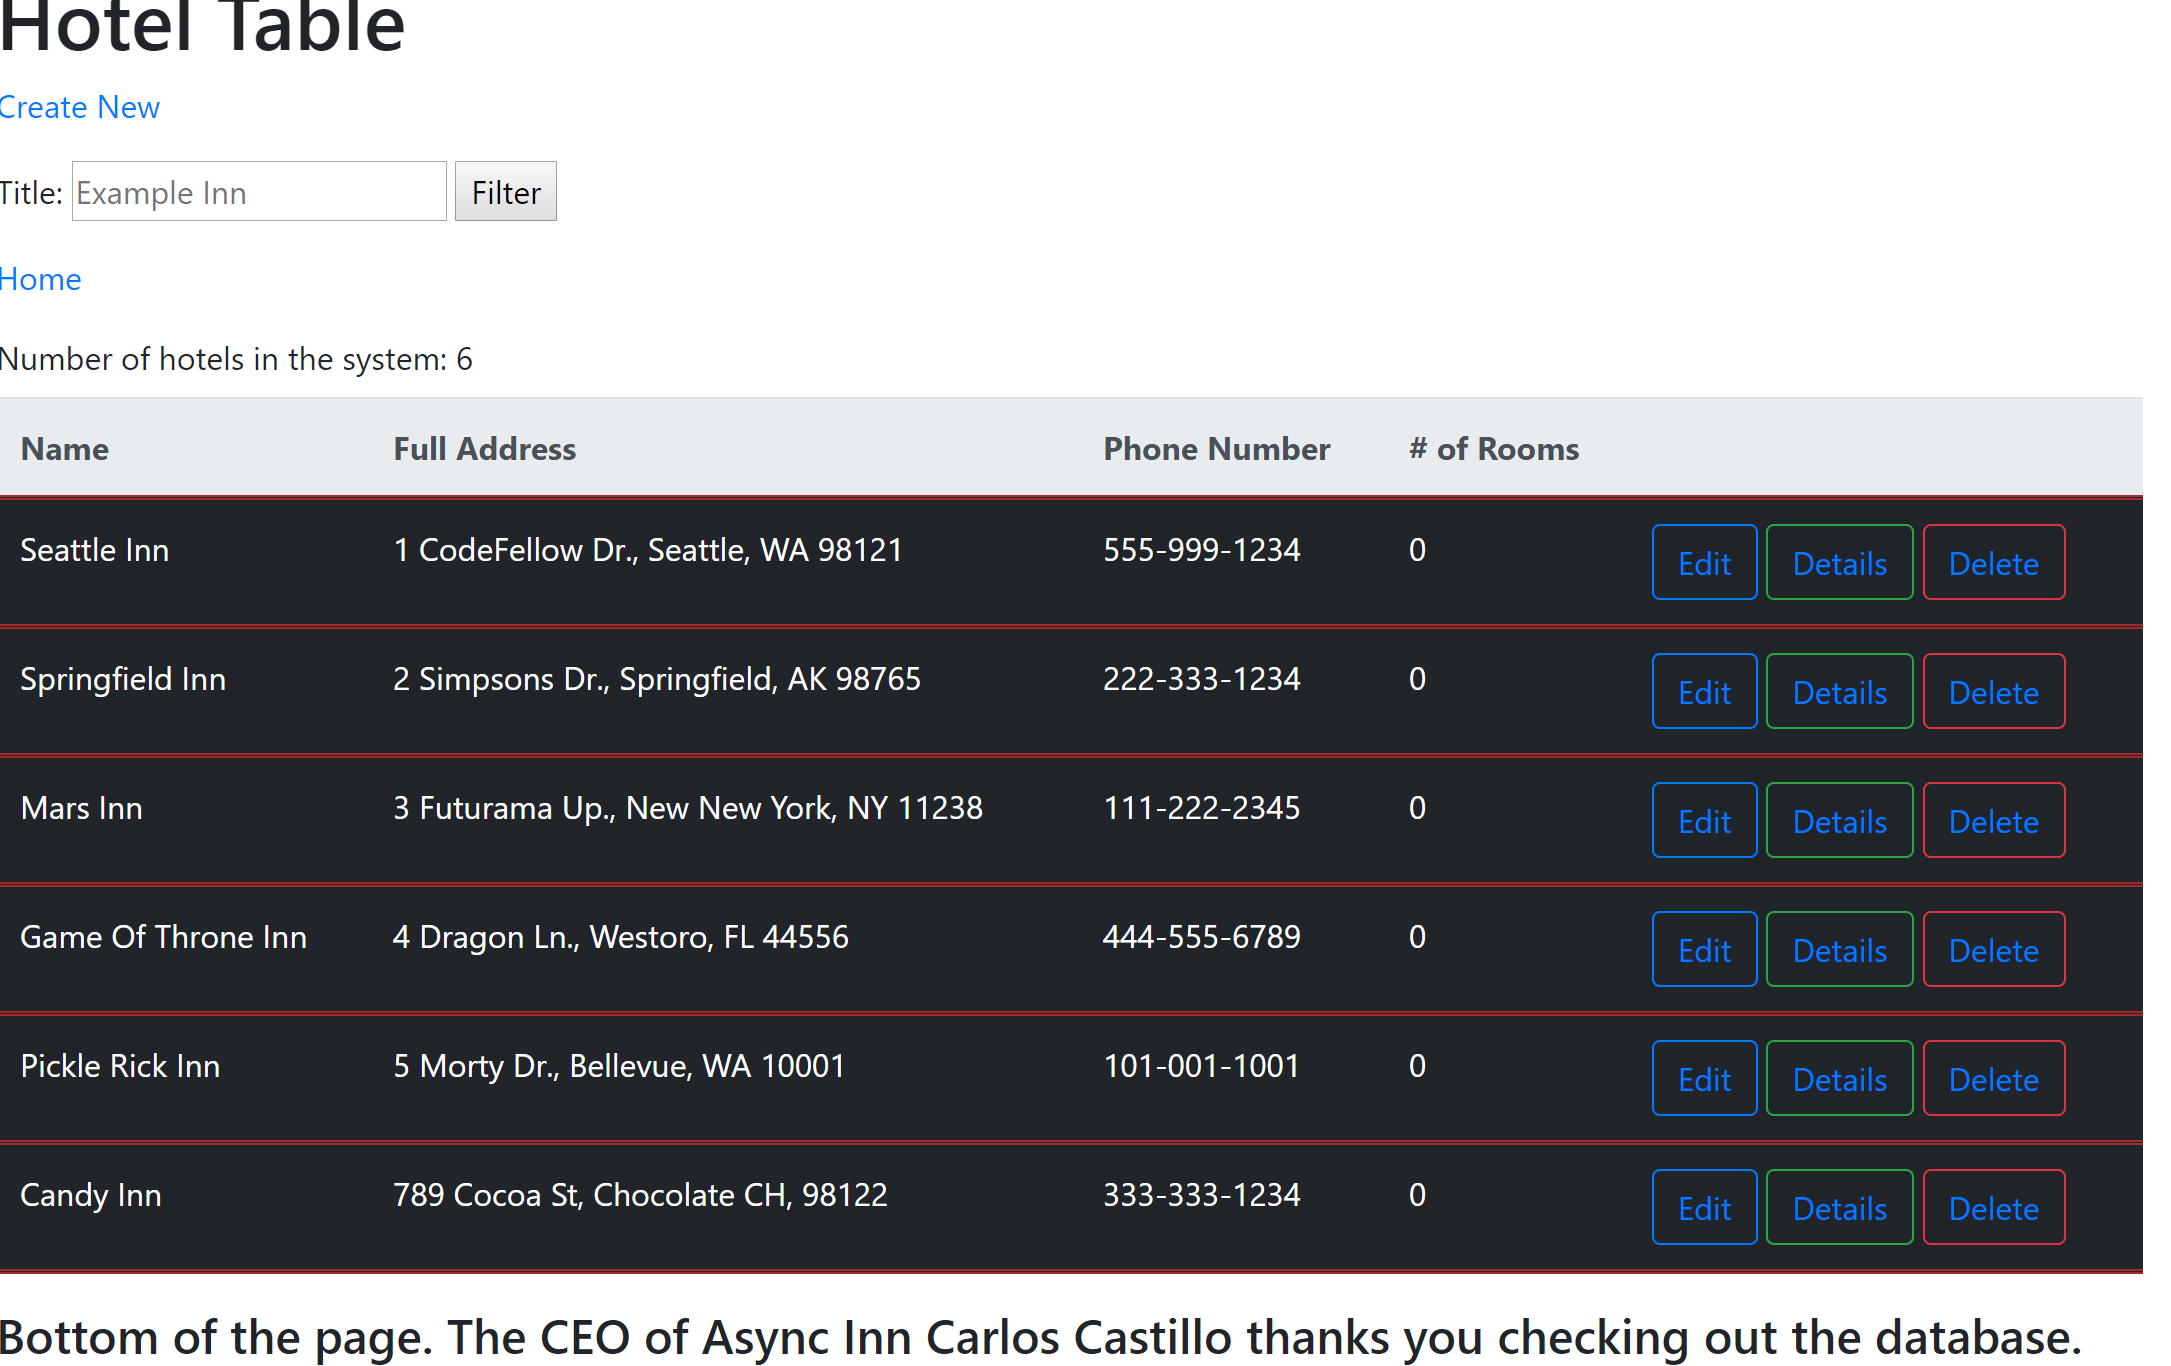 Hotel Table
Create New
Title: Example Inn Filter
Home
Number of hotels in the system: 6
Name Full Address Phone Number # of Rooms
Seattle Inn 1 CodeFellow Dr., Seattle, WA 98121 555-999-1234 0 Edit Details Delete
Springfield Inn 2 Simpsons Dr., Springfield, AK 98765 222-333-1234 0 Edit Details Delete
Mars Inn 3 Futurama Up., New New York, NY 11238 111-222-2345 0 Edit Details Delete
Game Of Throne Inn 4 Dragon Ln., Westoro, FL 44556 444-555-6789 0 Edit Details Delete
Pickle Rick Inn 5 Morty Dr., Bellevue, WA 10001 101-001-1001 0 Edit Details Delete
Candy Inn 789 Cocoa St, Chocolate CH, 98122 333-333-1234 0 Edit Details Delete
Bottom of the page. The CEO of Async Inn Carlos Castillo thanks you checking out the database.